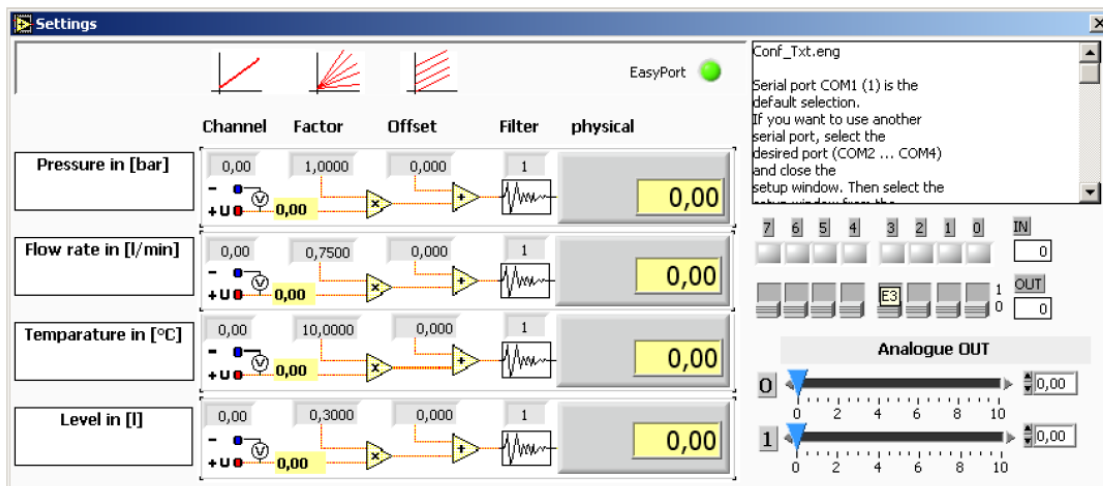 Settings
EasyPort
Channel Factor Offset Filter physical
Pressure in [bar]
0,00 1,0000 0,000 1
- + U V 0,00 x + 0,00
Flow rate in [l/min]
0,00 0,7500 0,000 1
- + U V 0,00 x + 0,00
Temparature in [°C]
0,00 10,0000 0,000 1
- + U V 0,00 x + 0,00
Level in [l]
0,00 0,3000 0,000 1
- + U V 0,00 x + 0,00
Conf_Txt.eng
Serial port COM1 (1) is the
default selection.
If you want to use another
serial port, select the
desired port (COM2 ... COM4)
and close the
setup window. Then select the
7 6 5 4 3 2 1 0 IN
0
E3 1 OUT
0 0
Analogue OUT
0 0,00
0 2 4 6 8 10
1 0,00
0 2 4 6 8 10